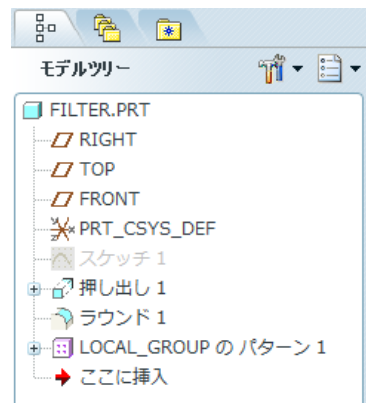 モデルツリー
FILTER.PRT
RIGHT
TOP
FRONT
PRT_CSYS_DEF
スケッチ 1
押し出し 1
ラウンド 1
LOCAL_GROUP の パターン 1
ここに挿入